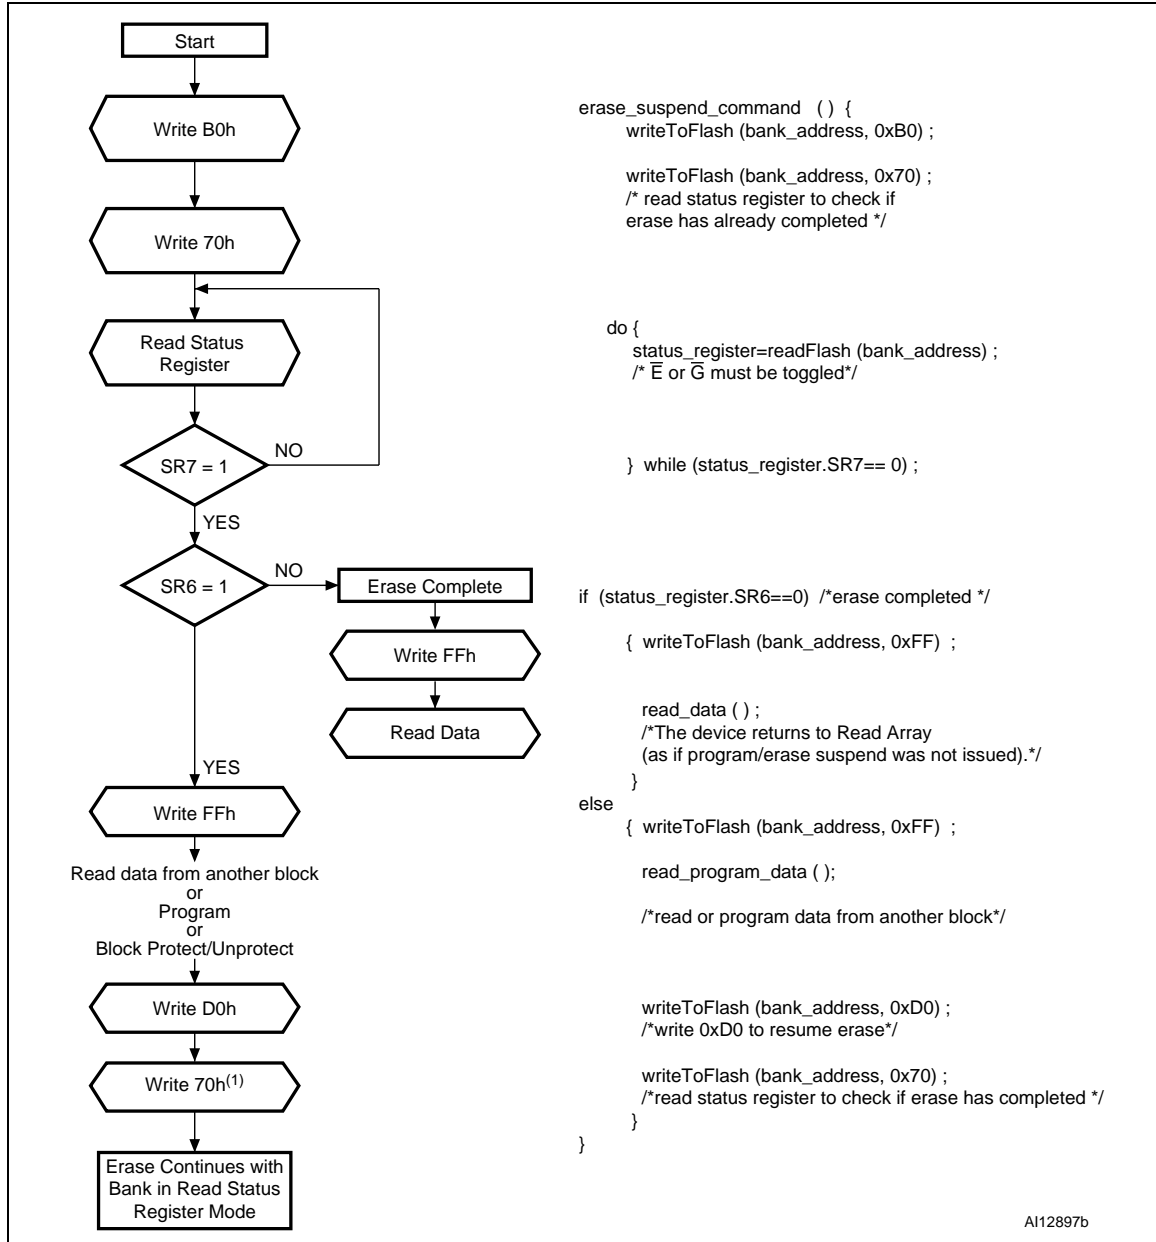 Start
Write B0h
Write 70h
Read Status
Register
SR7 = 1
NO
YES
SR6 = 1
NO
Erase Complete
Write FFh
Read Data
YES
Write FFh
Read data from another block
or
Program
or
Block Protect/Unprotect
Write D0h
Write 70h(1)
Erase Continues with
Bank in Read Status
Register Mode
erase_suspend_command ( ) {
writeToFlash (bank_address, 0xB0) ;
writeToFlash (bank_address, 0x70) ;
/* read status register to check if
erase has already completed */
do {
status_register=readFlash (bank_address) ;
/* E̅ or G̅ must be toggled*/
} while (status_register.SR7== 0) ;
if (status_register.SR6==0) /*erase completed */
{ writeToFlash (bank_address, 0xFF) ;
read_data ( ) ;
/*The device returns to Read Array
(as if program/erase suspend was not issued).*/
}
else
{ writeToFlash (bank_address, 0xFF) ;
read_program_data ( );
/*read or program data from another block*/
writeToFlash (bank_address, 0xD0) ;
/*write 0xD0 to resume erase*/
writeToFlash (bank_address, 0x70) ;
/*read status register to check if erase has completed */
}
}
AI12897b